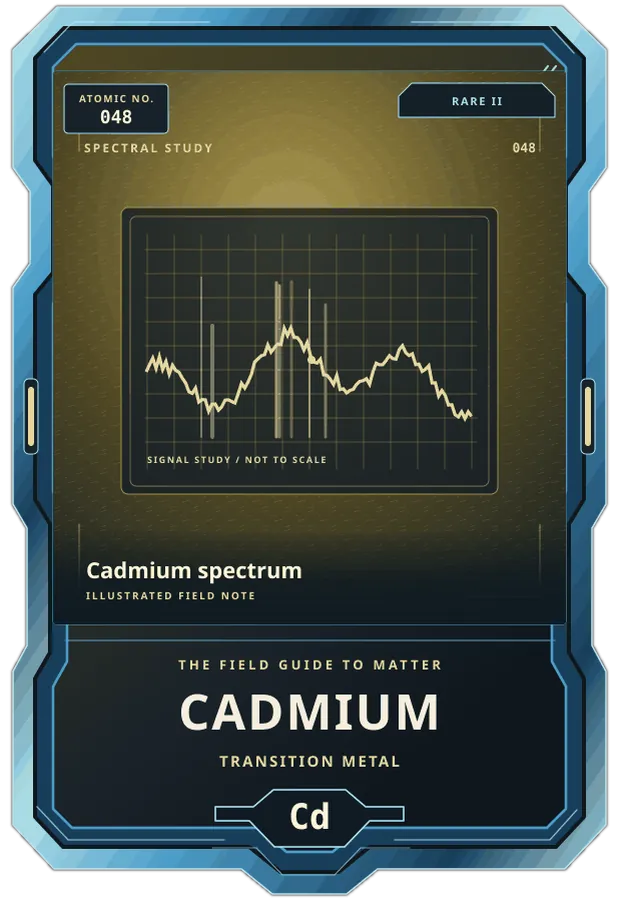 ATOMIC NO.
048
RARE II
SPECTRAL STUDY
048
SIGNAL STUDY / NOT TO SCALE
Cadmium spectrum
ILLUSTRATED FIELD NOTE
THE FIELD GUIDE TO MATTER
CADMIUM
TRANSITION METAL
Cd